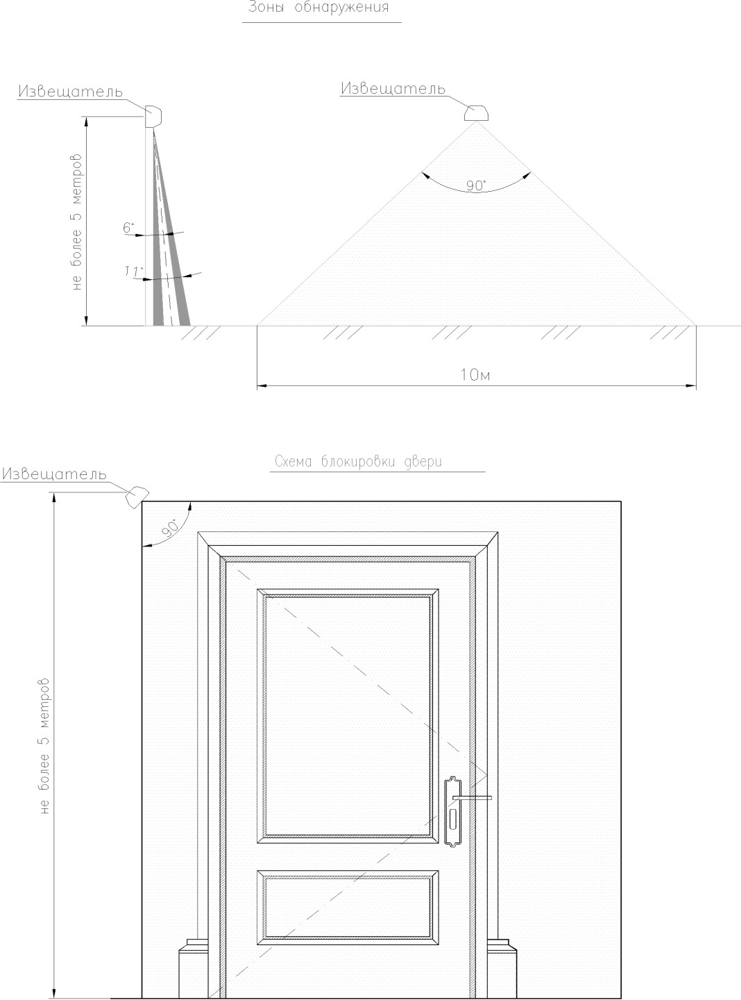 Зоны обнаружения
Извещатель
Извещатель
не более 5 метров
90°
6°
11°
10м
Схема блокировки двери
Извещатель
90°
не более 5 метров